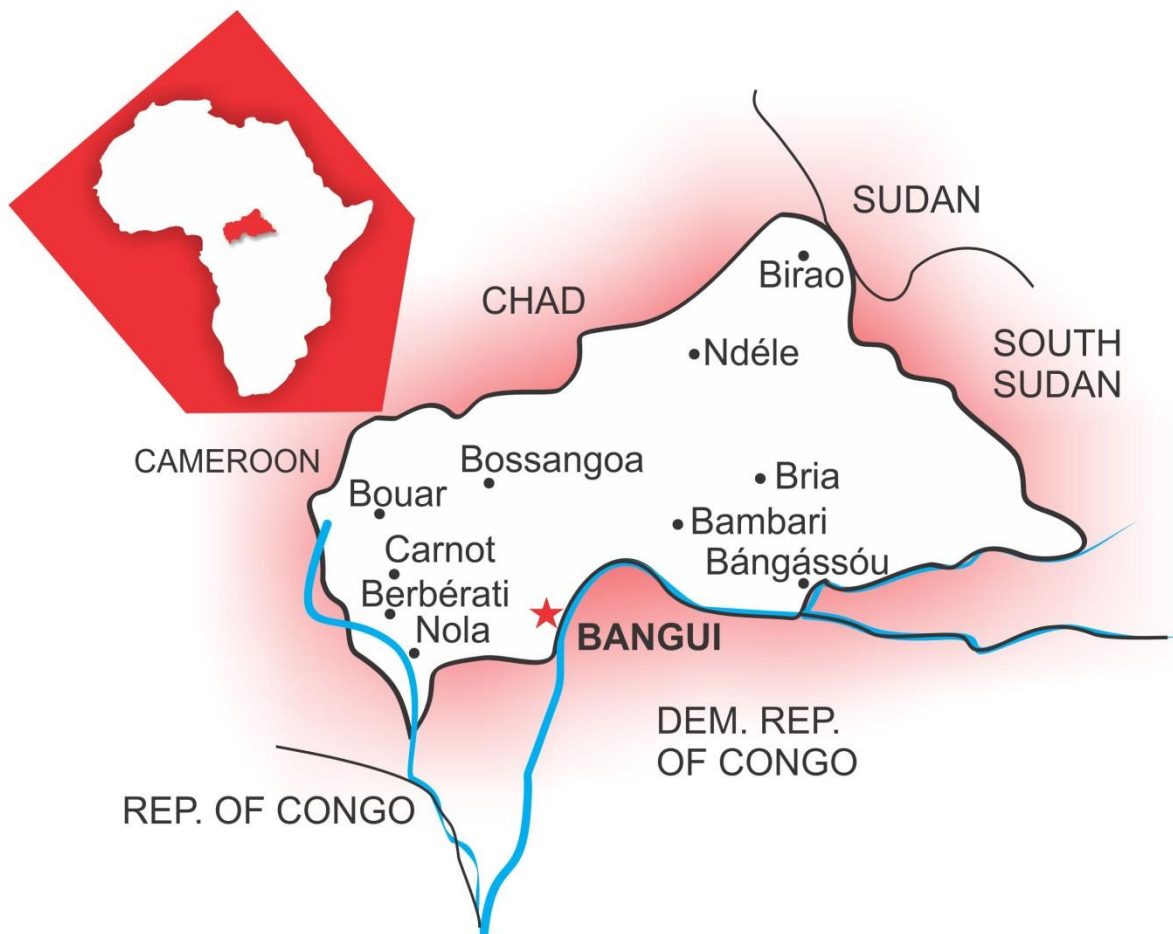 SUDAN
Birao
CHAD
Ndéle
SOUTH
SUDAN
CAMEROON
Bossangoa
Bria
Bouar
Bambari
Carnot
Bángássóu
Berbérati
Nola
BANGUI
DEM. REP.
OF CONGO
REP. OF CONGO